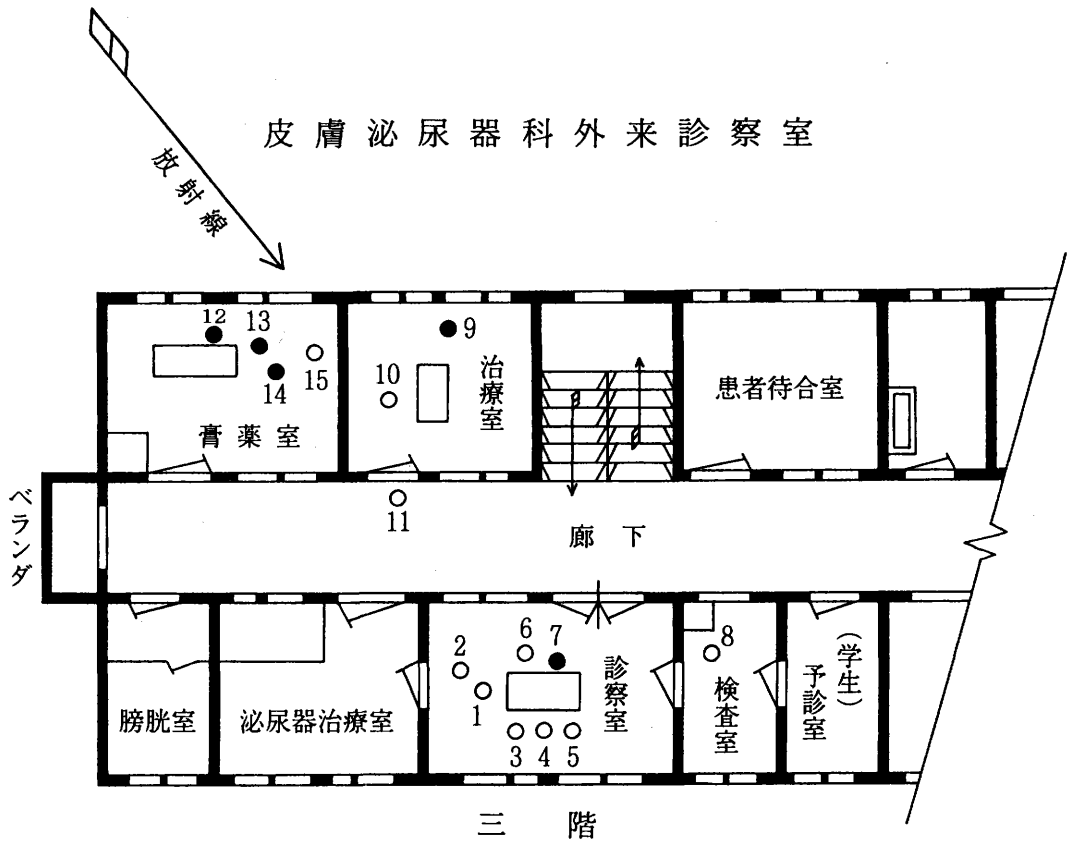 皮膚泌尿器科外来診察室
放射線
12
13
14
15
膏薬室
9
10
治療室
患者待合室
11
廊下
ベランダ
膀胱室
泌尿器治療室
2
1
6
7
3
4
5
診察室
8
検査室
予診室
(学生)
三階